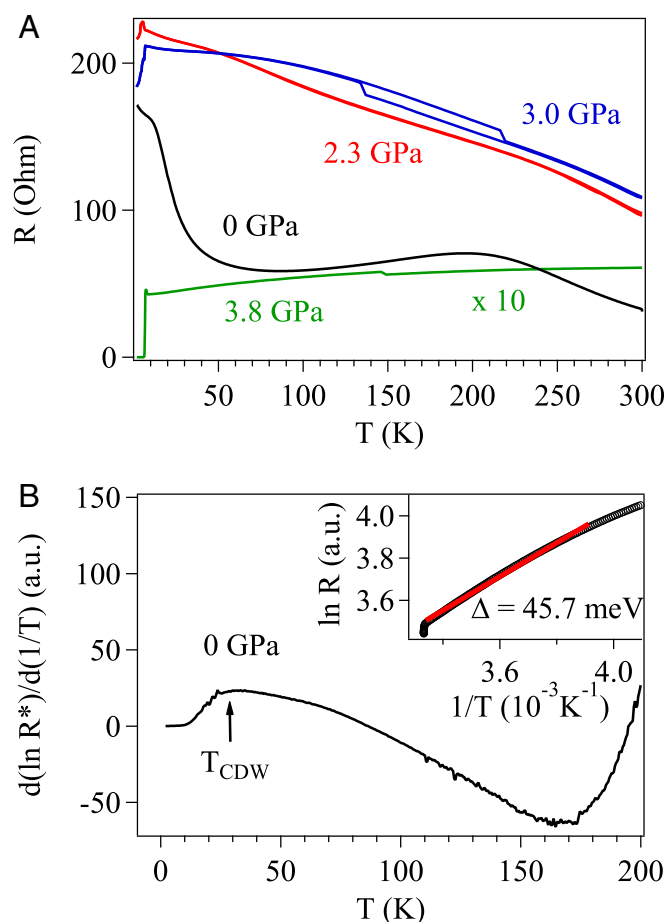 A
200
100
0
R (Ohm)
3.0 GPa
2.3 GPa
0 GPa
3.8 GPa
x 10
50
100
150
200
250
300
T (K)
B
150
100
50
0
-50
d(ln R*)/d(1/T) (a.u.)
0 GPa
T_CDW
4.0
3.8
3.6
ln R (a.u.)
Δ = 45.7 meV
3.6
4.0
1/T (10⁻³K⁻¹)
0
50
100
150
200
T (K)